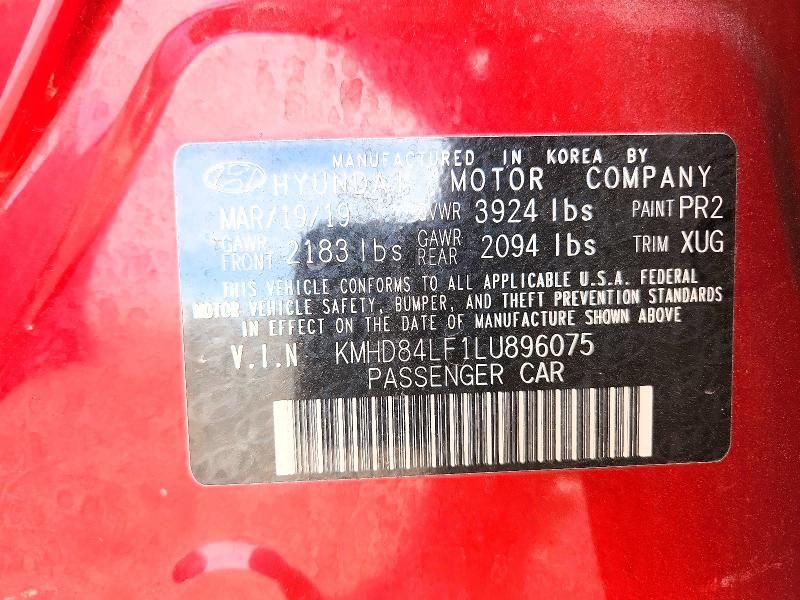 MANUFACTURED IN KOREA BY
HYUNDAI MOTOR COMPANY
MAR/19/19 GVWR 3924 lbs PAINT PR2
GAWR FRONT 2183 lbs GAWR REAR 2094 lbs TRIM XUG
THIS VEHICLE CONFORMS TO ALL APPLICABLE U.S.A. FEDERAL
MOTOR VEHICLE SAFETY, BUMPER, AND THEFT PREVENTION STANDARDS
IN EFFECT ON THE DATE OF MANUFACTURE SHOWN ABOVE
V.I.N KMHD84LF1LU896075
PASSENGER CAR